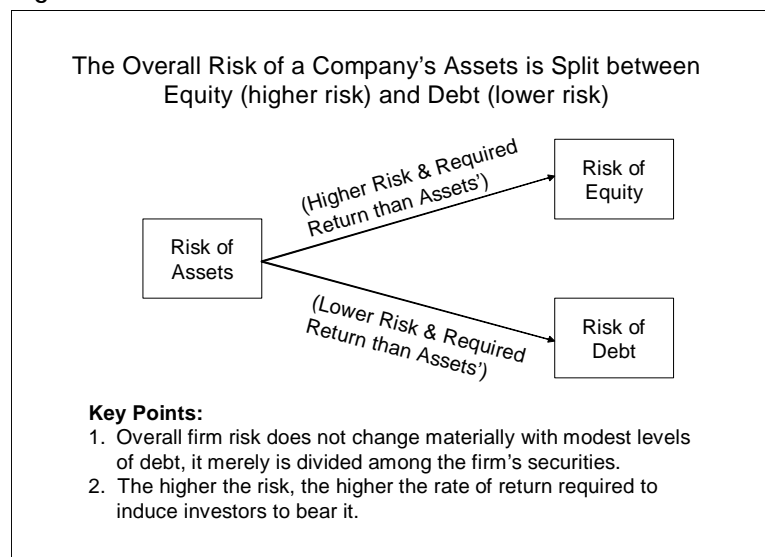 The Overall Risk of a Company's Assets is Split between
Equity (higher risk) and Debt (lower risk)
(Higher Risk & Required
Return than Assets')
Risk of
Equity
Risk of
Assets
(Lower Risk & Required
Return than Assets')
Risk of
Debt
Key Points:
1. Overall firm risk does not change materially with modest levels
of debt, it merely is divided among the firm's securities.
2. The higher the risk, the higher the rate of return required to
induce investors to bear it.